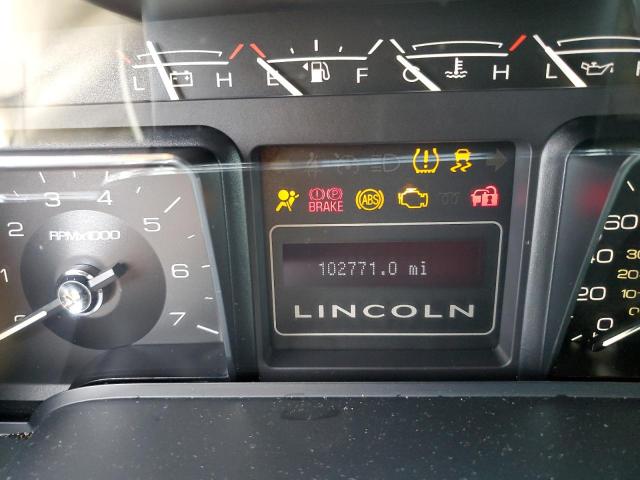 L H E F C H L
BRAKE ABS
102771.0 mi
LINCOLN
RPMx1000
1 2 3 4 5 6 7
60
40
20
0